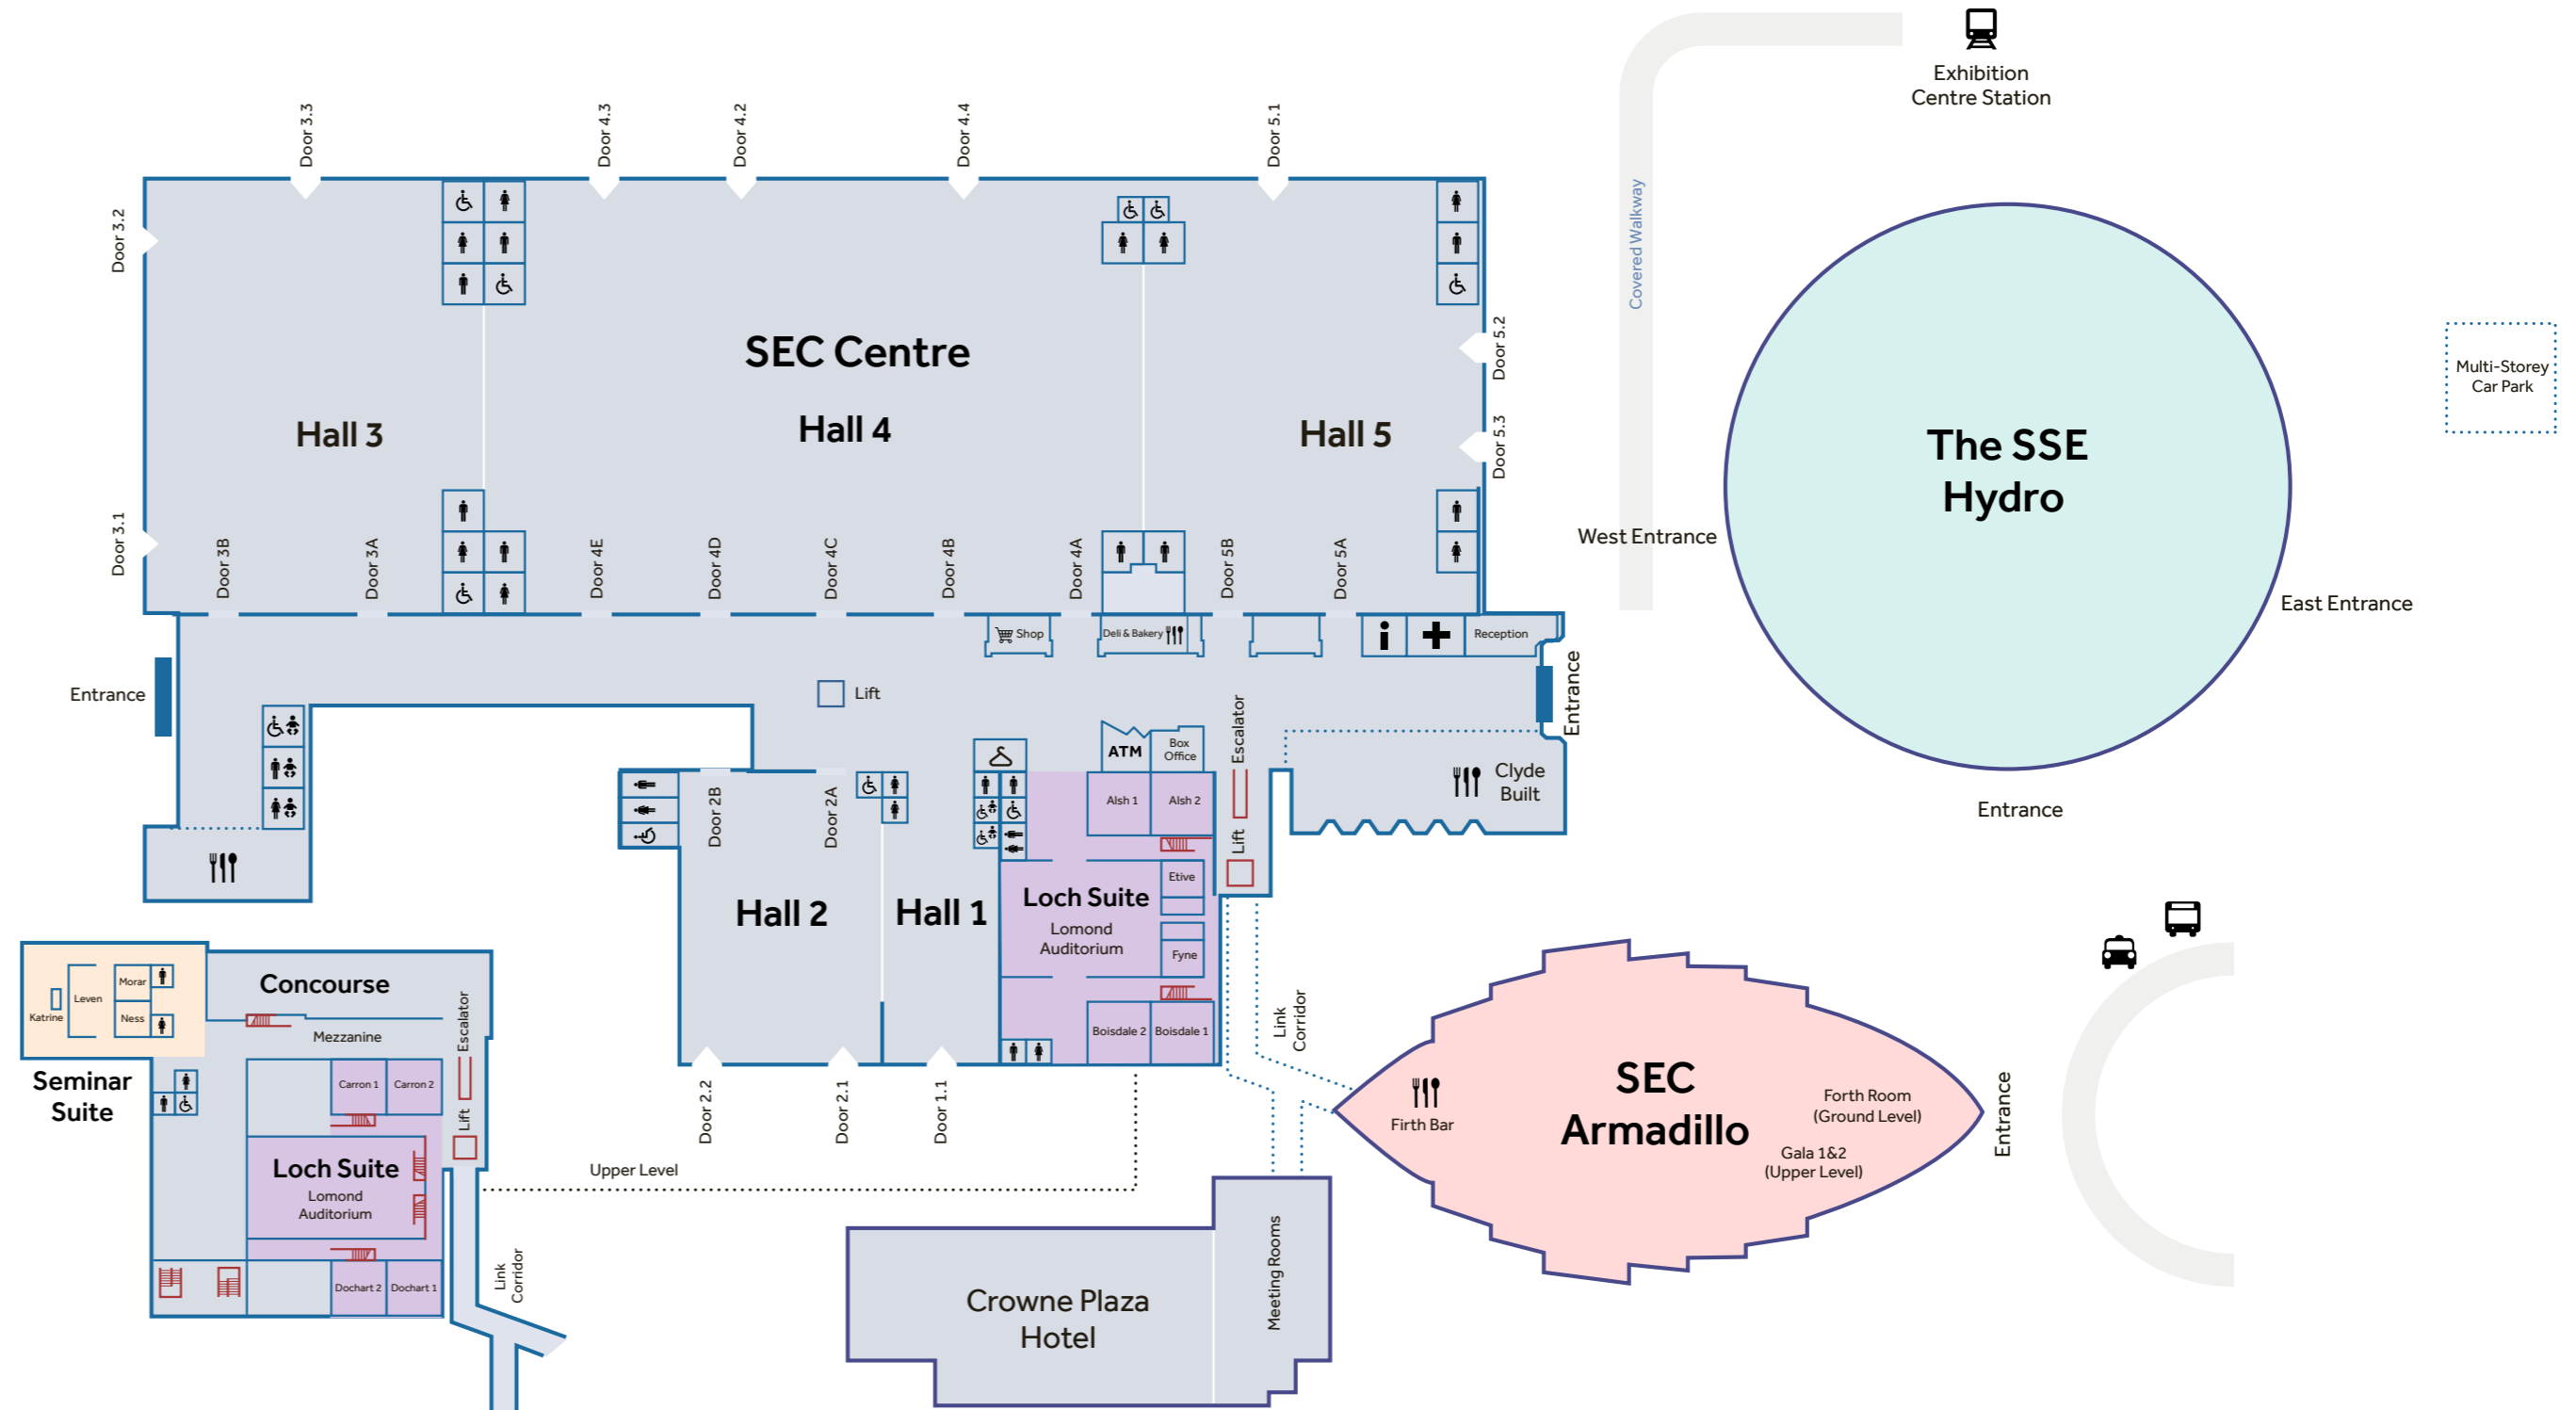 Exhibition
Centre Station
Door 3.3
Door 4.3
Door 4.2
Door 4.4
Door 5.1
Door 3.2
Covered Walkway
Door 5.2
Multi-Storey
Car Park
SEC Centre
Hall 3
Hall 4
Hall 5
Door 5.3
The SSE
Hydro
Door 3.1
Door 3B
Door 3A
Door 4E
Door 4D
Door 4C
Door 4B
Door 4A
Door 5B
Door 5A
West Entrance
East Entrance
Shop
Deli & Bakery
Reception
Entrance
Lift
Entrance
Escalator
ATM
Box
Office
Clyde
Built
Entrance
Door 2B
Door 2A
Alsh 1
Alsh 2
Lift
Etive
Hall 2
Hall 1
Loch Suite
Lomond
Auditorium
Fyne
Boisdale 2
Boisdale 1
Link
Corridor
Concourse
Morar
Leven
Katrine
Ness
Mezzanine
Escalator
Seminar
Suite
Carron 1
Carron 2
Lift
Door 2.2
Door 2.1
Door 1.1
SEC
Armadillo
Firth Bar
Forth Room
(Ground Level)
Gala 1&2
(Upper Level)
Entrance
Upper Level
Loch Suite
Lomond
Auditorium
Dochart 2
Dochart 1
Link
Corridor
Crowne Plaza
Hotel
Meeting Rooms